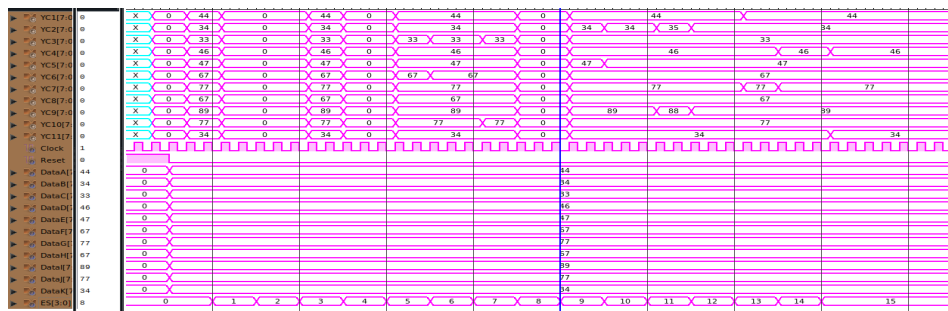 YC1[7:0 0 X 0 44 0 44 0 44 0 44 44
YC2[7:0 0 X 0 34 0 34 0 34 0 34 34 35 34
YC3[7:0 0 X 0 33 0 33 0 33 33 33 0 33
YC4[7:0 0 X 0 46 0 46 0 46 0 46 46 46
YC5[7:0 0 X 0 47 0 47 0 47 0 47 47
YC6[7:0 0 X 0 67 0 67 0 67 67 0 67
YC7[7:0 0 X 0 77 0 77 0 77 0 77 77 77
YC8[7:0 0 X 0 67 0 67 0 67 0 67
YC9[7:0 0 X 0 89 0 89 0 89 0 89 88 89
YC10[7: 0 X 0 77 0 77 0 77 77 0 77
YC11[7: 0 X 0 34 0 34 0 34 0 34 34
Clock 1
Reset 0
DataA[7 44 0 44
DataB[7 34 0 34
DataC[7 33 0 33
DataD[7 46 0 46
DataE[7 47 0 47
DataF[7: 67 0 67
DataG[7 77 0 77
DataH[7 67 0 67
DataI[7: 89 0 89
DataJ[7: 77 0 77
DataK[7 34 0 34
ES[3:0] 8 0 1 2 3 4 5 6 7 8 9 10 11 12 13 14 15